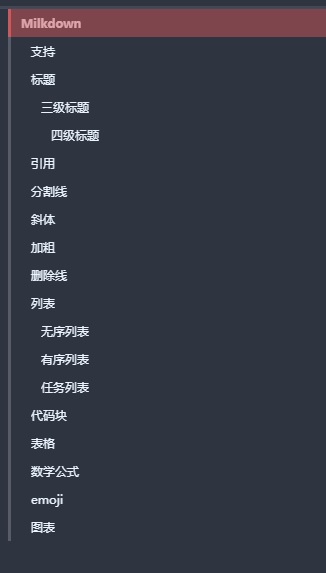 Milkdown
支持
标题
三级标题
四级标题
引用
分割线
斜体
加粗
删除线
列表
无序列表
有序列表
任务列表
代码块
表格
数学公式
emoji
图表